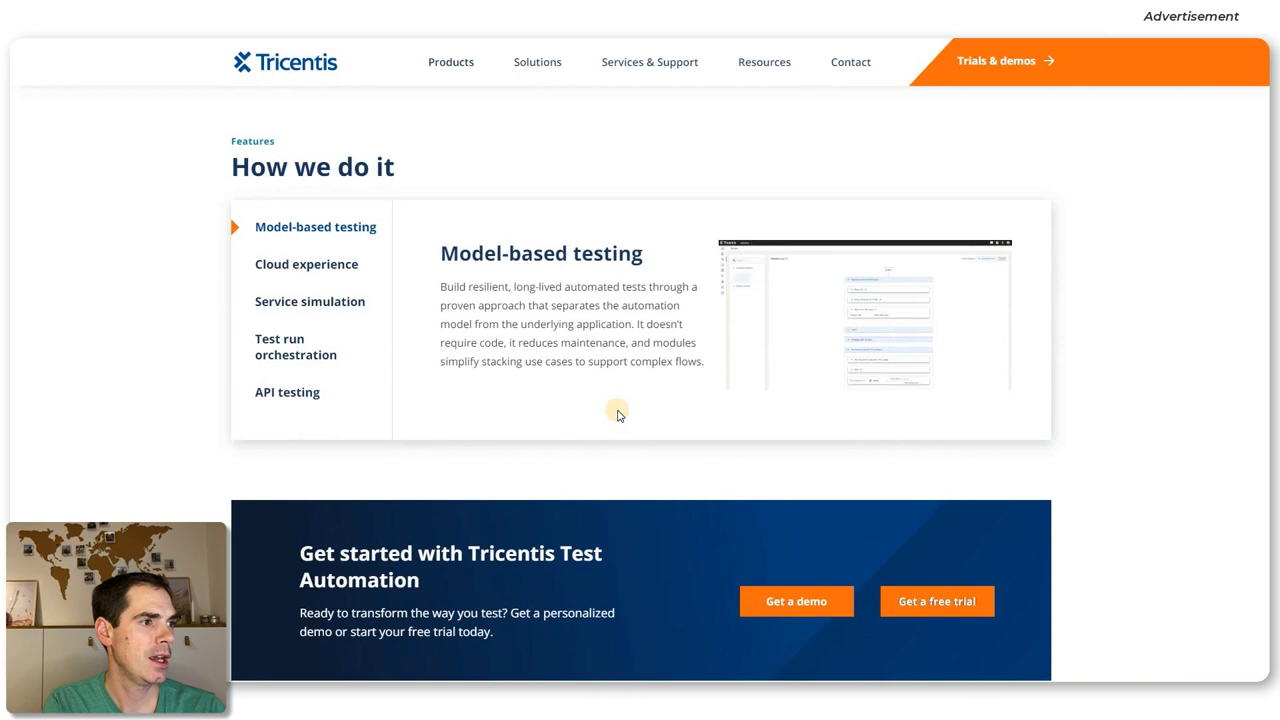 Advertisement
Tricentis
Products
Solutions
Services & Support
Resources
Contact
Trials & demos
Features
How we do it
Model-based testing
Cloud experience
Service simulation
Test run
orchestration
API testing
Model-based testing
Build resilient, long-lived automated tests through a
proven approach that separates the automation
model from the underlying application. It doesn't
require code, it reduces maintenance, and modules
simplify stacking use cases to support complex flows.
Get started with Tricentis Test
Automation
Ready to transform the way you test? Get a personalized
demo or start your free trial today.
Get a demo
Get a free trial